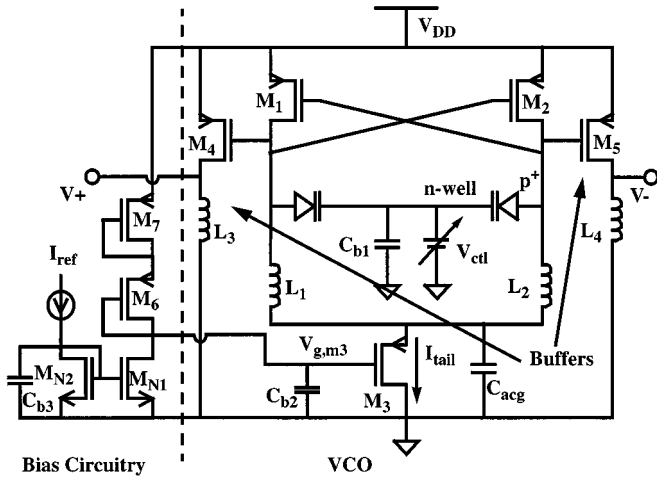 V_DD
M_1
M_2
M_4
M_5
V+
n-well
p+
V-
M_7
L_3
L_4
C_b1
V_ctl
I_ref
L_1
L_2
M_6
V_g,m3
I_tail
Buffers
M_N2
M_N1
C_b3
C_b2
M_3
C_acg
Bias Circuitry
VCO